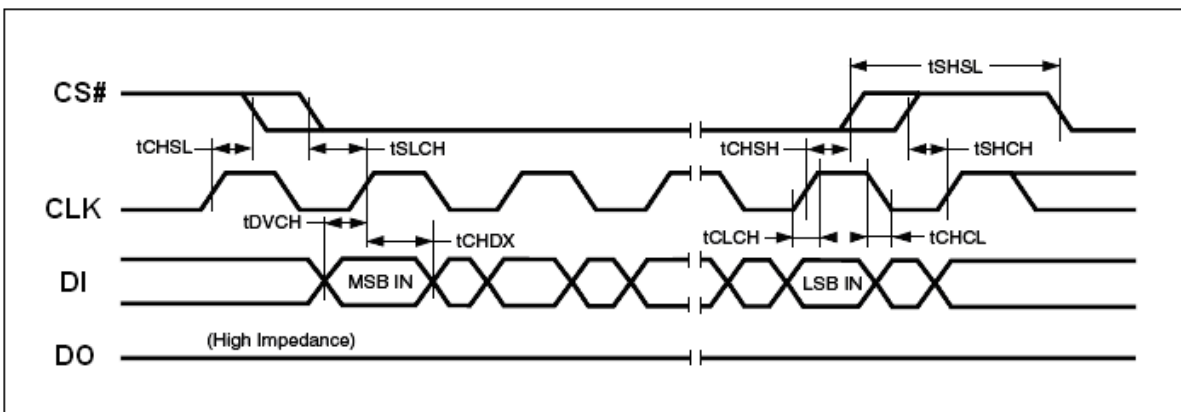 tSHSL
CS#
tCHSL
tSLCH
tCHSH
tSHCH
CLK
tDVCH
tCHDX
tCLCH
tCHCL
DI
MSB IN
LSB IN
(High Impedance)
DO